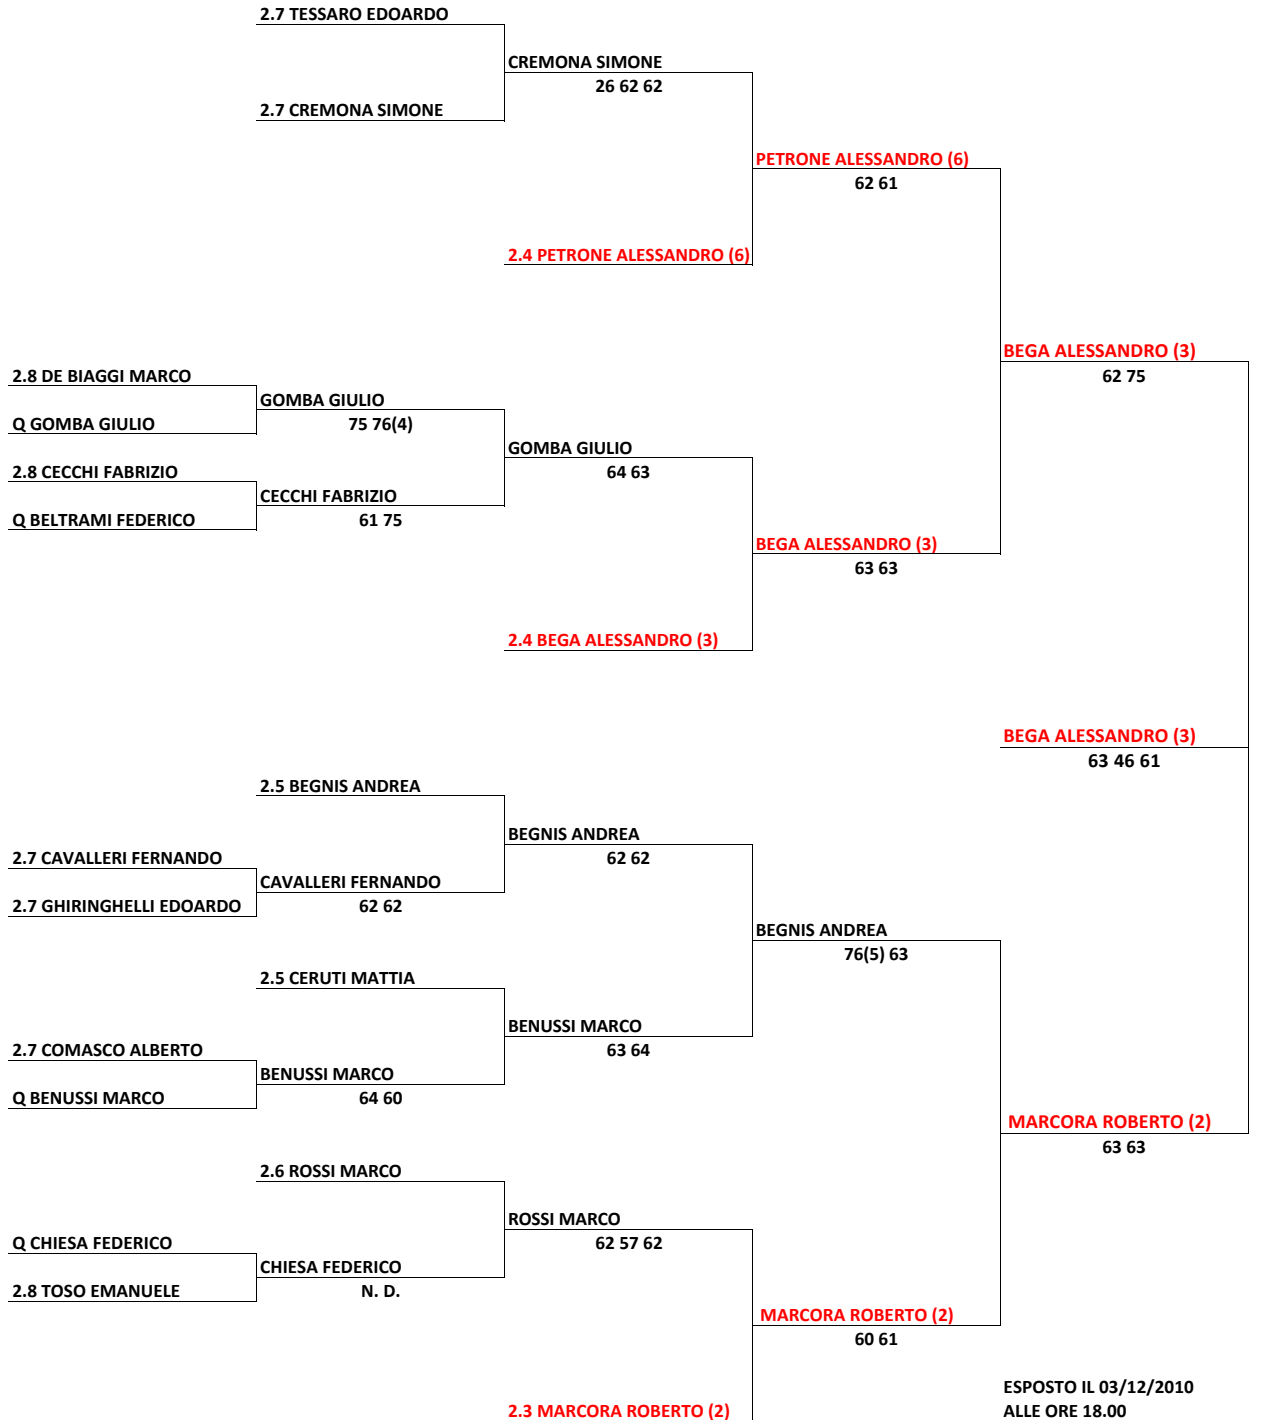 2.7 TESSARO EDOARDO
CREMONA SIMONE
26 62 62
2.7 CREMONA SIMONE
PETRONE ALESSANDRO (6)
62 61
2.4 PETRONE ALESSANDRO (6)
BEGA ALESSANDRO (3)
62 75
2.8 DE BIAGGI MARCO
GOMBA GIULIO
75 76(4)
Q GOMBA GIULIO
GOMBA GIULIO
64 63
2.8 CECCHI FABRIZIO
CECCHI FABRIZIO
61 75
Q BELTRAMI FEDERICO
BEGA ALESSANDRO (3)
63 63
2.4 BEGA ALESSANDRO (3)
BEGA ALESSANDRO (3)
63 46 61
2.5 BEGNIS ANDREA
BEGNIS ANDREA
62 62
2.7 CAVALLERI FERNANDO
CAVALLERI FERNANDO
62 62
2.7 GHIRINGHELLI EDOARDO
BEGNIS ANDREA
76(5) 63
2.5 CERUTI MATTIA
BENUSSI MARCO
63 64
2.7 COMASCO ALBERTO
BENUSSI MARCO
64 60
Q BENUSSI MARCO
MARCORA ROBERTO (2)
63 63
2.6 ROSSI MARCO
ROSSI MARCO
62 57 62
Q CHIESA FEDERICO
CHIESA FEDERICO
N. D.
2.8 TOSO EMANUELE
MARCORA ROBERTO (2)
60 61
2.3 MARCORA ROBERTO (2)
ESPOSTO IL 03/12/2010
ALLE ORE 18.00